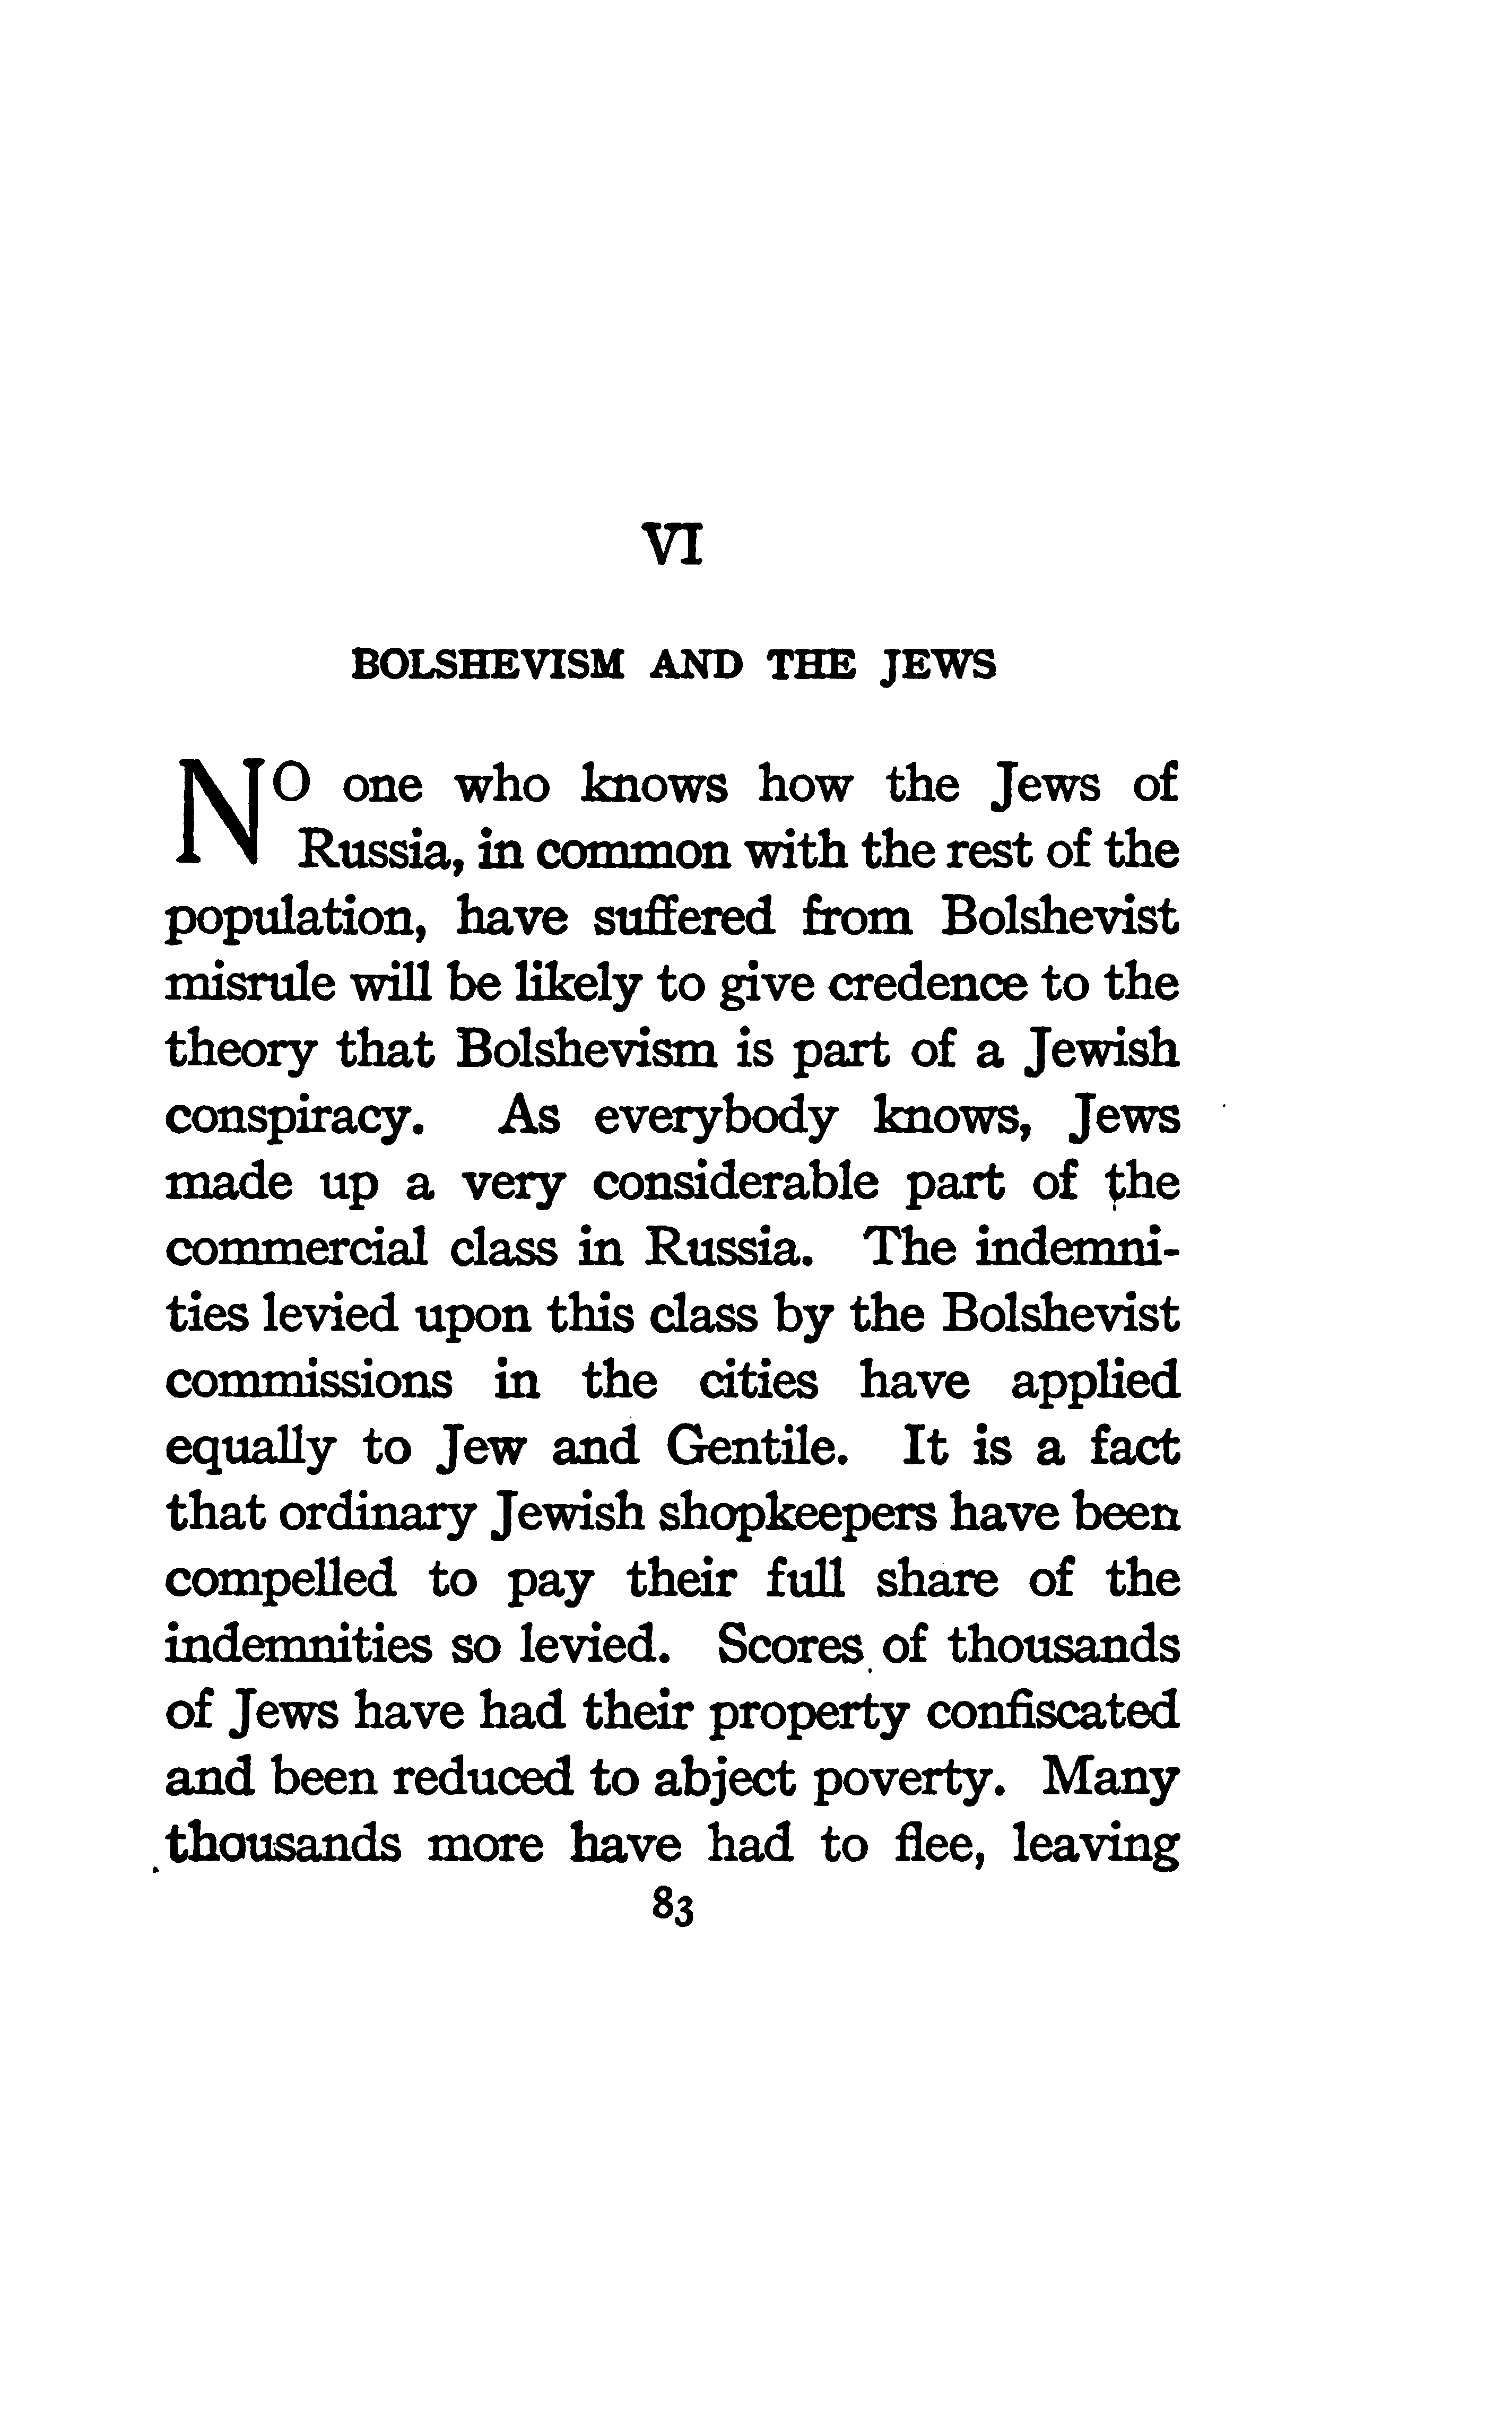 VI
BOLSHEVISM AND THE JEWS
NO one who knows how the Jews of
Russia, in common with the rest of the
population, have suffered from Bolshevist
misrule will be likely to give credence to the
theory that Bolshevism is part of a Jewish
conspiracy. As everybody knows, Jews
made up a very considerable part of the
commercial class in Russia. The indemni-
ties levied upon this class by the Bolshevist
commissions in the cities have applied
equally to Jew and Gentile. It is a fact
that ordinary Jewish shopkeepers have been
compelled to pay their full share of the
indemnities so levied. Scores of thousands
of Jews have had their property confiscated
and been reduced to abject poverty. Many
thousands more have had to flee, leaving
83